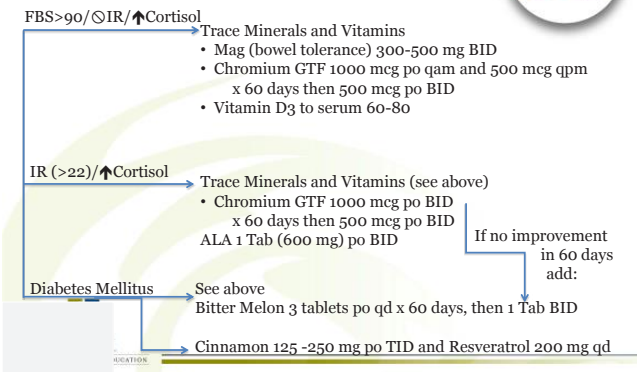 FBS>90/⃠IR/↑Cortisol
Trace Minerals and Vitamins
• Mag (bowel tolerance) 300-500 mg BID
• Chromium GTF 1000 mcg po qam and 500 mcg qpm
x 60 days then 500 mcg po BID
• Vitamin D3 to serum 60-80
IR (>22)/↑Cortisol
Trace Minerals and Vitamins (see above)
• Chromium GTF 1000 mcg po BID
x 60 days then 500 mcg po BID
ALA 1 Tab (600 mg) po BID
If no improvement
in 60 days
add:
Diabetes Mellitus
See above
Bitter Melon 3 tablets po qd x 60 days, then 1 Tab BID
Cinnamon 125 -250 mg po TID and Resveratrol 200 mg qd